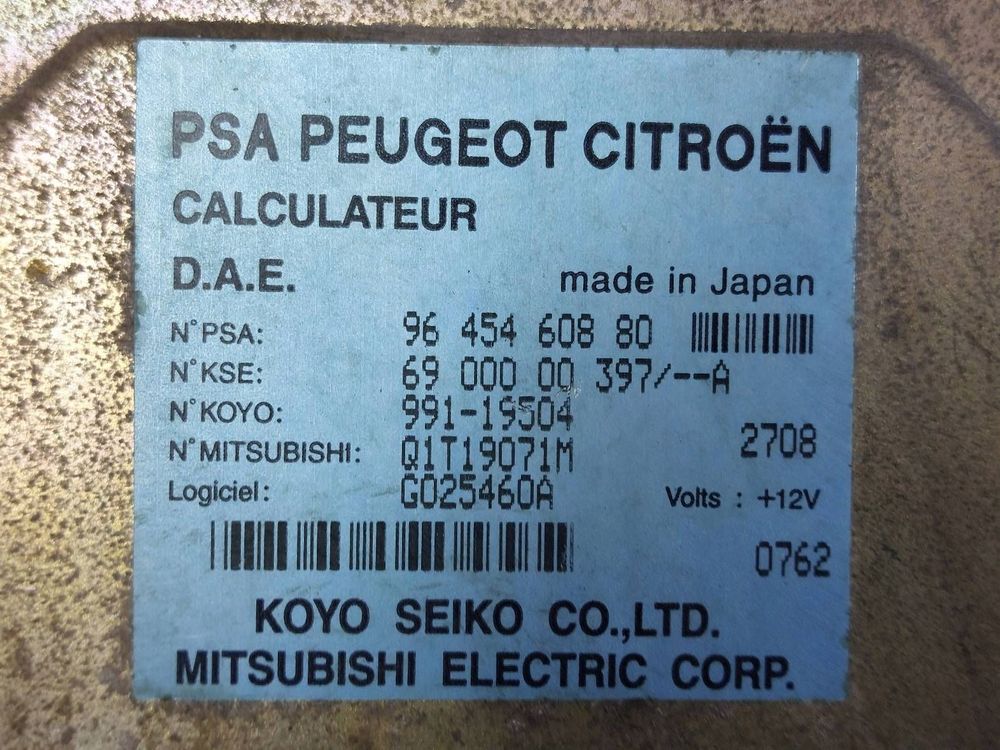 PSA PEUGEOT CITROËN
CALCULATEUR
D.A.E. made in Japan
N°PSA: 96 454 608 80
N°KSE: 69 000 00 397/--A
N°KOYO: 991-19504
N°MITSUBISHI: Q1T19071M 2708
Logiciel: G025460A Volts : +12V
0762
KOYO SEIKO CO.,LTD.
MITSUBISHI ELECTRIC CORP.